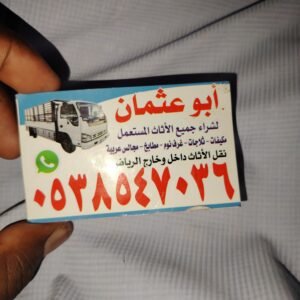 أبو عثمان
لشراء جميع الأثاث المستعمل
مكيفات - ثلاجات - غرف نوم - مطابخ - مجالس عربية
نقل الأثاث داخل وخارج الرياض
٠٥٣٨٥٤٧٠٣٦